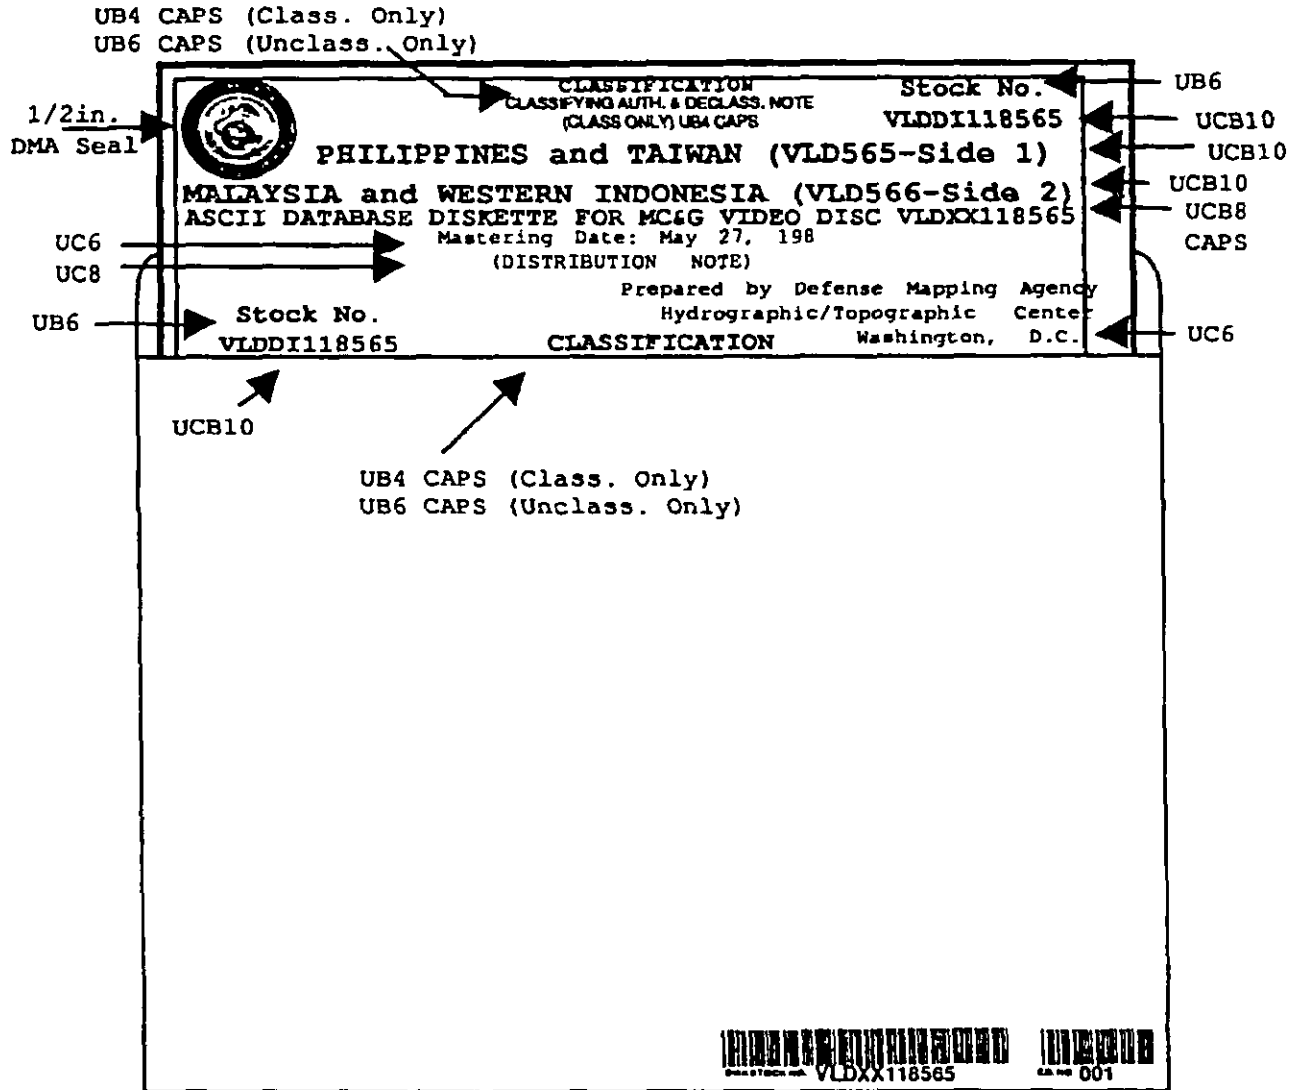 UB4 CAPS (Class. Only)
UB6 CAPS (Unclass. Only)
CLASSIFICATION
CLASSIFYING AUTH. & DECLASS. NOTE
(CLASS ONLY) UB4 CAPS
Stock No.
UB6
1/2in.
DMA Seal
VLDDI118565
UCB10
PHILIPPINES and TAIWAN (VLD565-Side 1)
UCB10
MALAYSIA and WESTERN INDONESIA (VLD566-Side 2)
UCB10
ASCII DATABASE DISKETTE FOR MC&G VIDEO DISC VLDXX118565
UCB8
CAPS
UC6
Mastering Date: May 27, 198
UC8
(DISTRIBUTION NOTE)
Prepared by Defense Mapping Agency
Hydrographic/Topographic Center
Washington, D.C.
UC6
UB6
Stock No.
VLDDI118565
CLASSIFICATION
UCB10
UB4 CAPS (Class. Only)
UB6 CAPS (Unclass. Only)
VLDXX118565
001